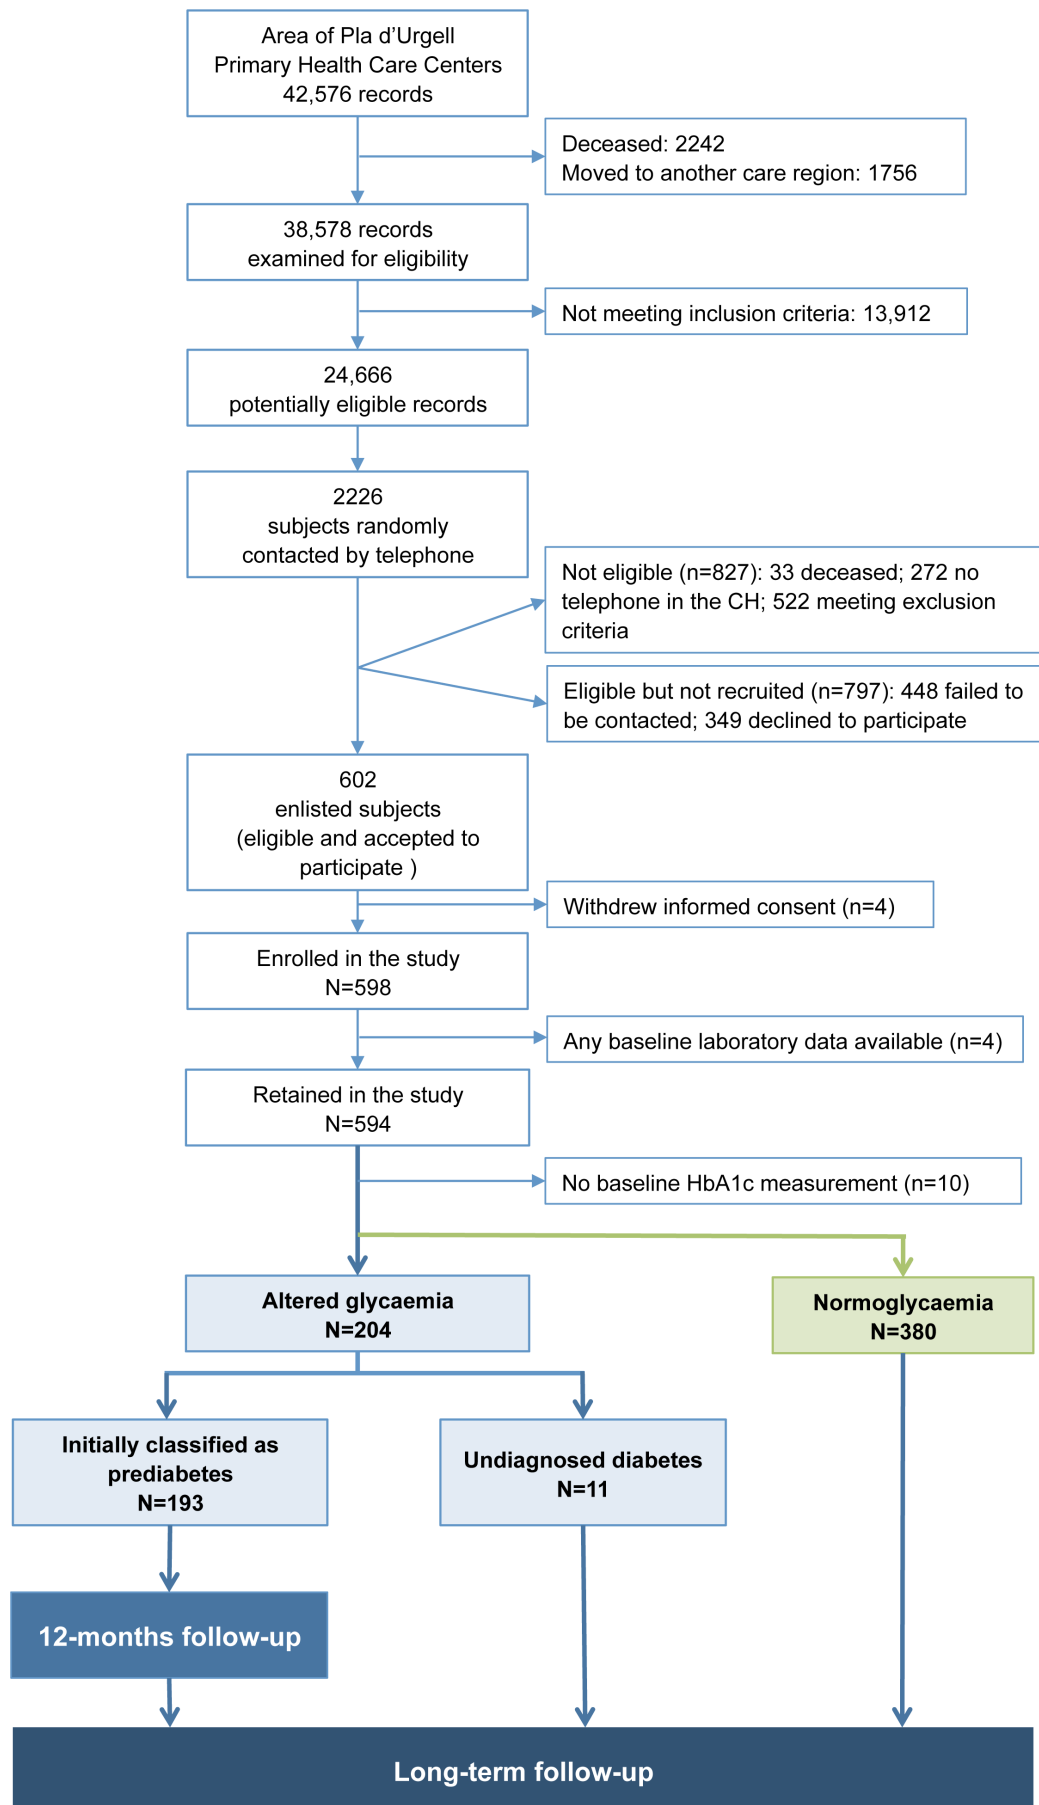 Area of Pla d'Urgell
Primary Health Care Centers
42,576 records
Deceased: 2242
Moved to another care region: 1756
38,578 records
examined for eligibility
Not meeting inclusion criteria: 13,912
24,666
potentially eligible records
2226
subjects randomly
contacted by telephone
Not eligible (n=827): 33 deceased; 272 no
telephone in the CH; 522 meeting exclusion
criteria
Eligible but not recruited (n=797): 448 failed to
be contacted; 349 declined to participate
602
enlisted subjects
(eligible and accepted to
participate )
Withdrew informed consent (n=4)
Enrolled in the study
N=598
Any baseline laboratory data available (n=4)
Retained in the study
N=594
No baseline HbA1c measurement (n=10)
Altered glycaemia
N=204
Normoglycaemia
N=380
Initially classified as
prediabetes
N=193
Undiagnosed diabetes
N=11
12-months follow-up
Long-term follow-up